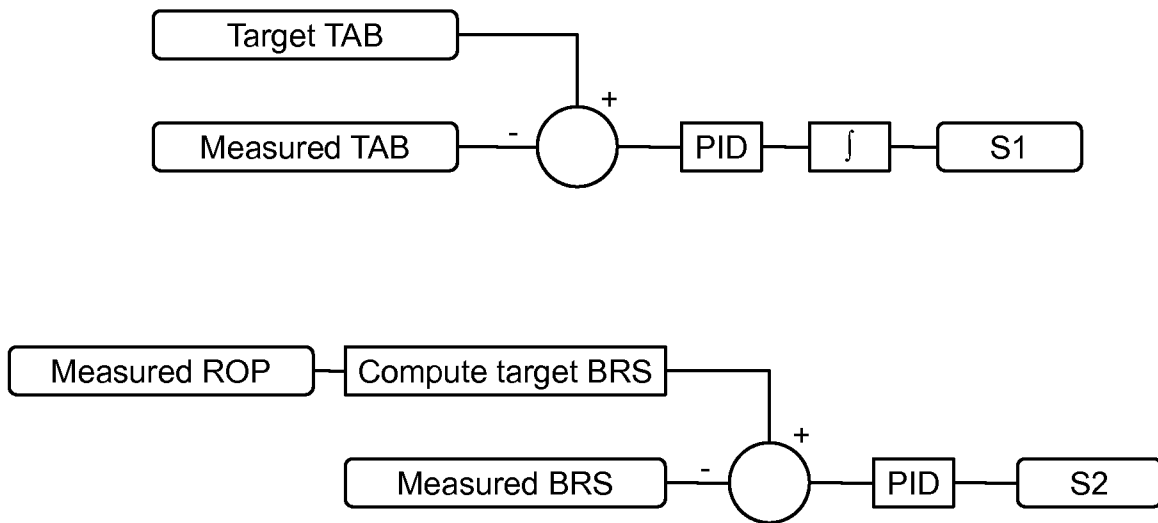 Target TAB
+
Measured TAB
-
PID
∫
S1
Measured ROP
Compute target BRS
+
Measured BRS
-
PID
S2